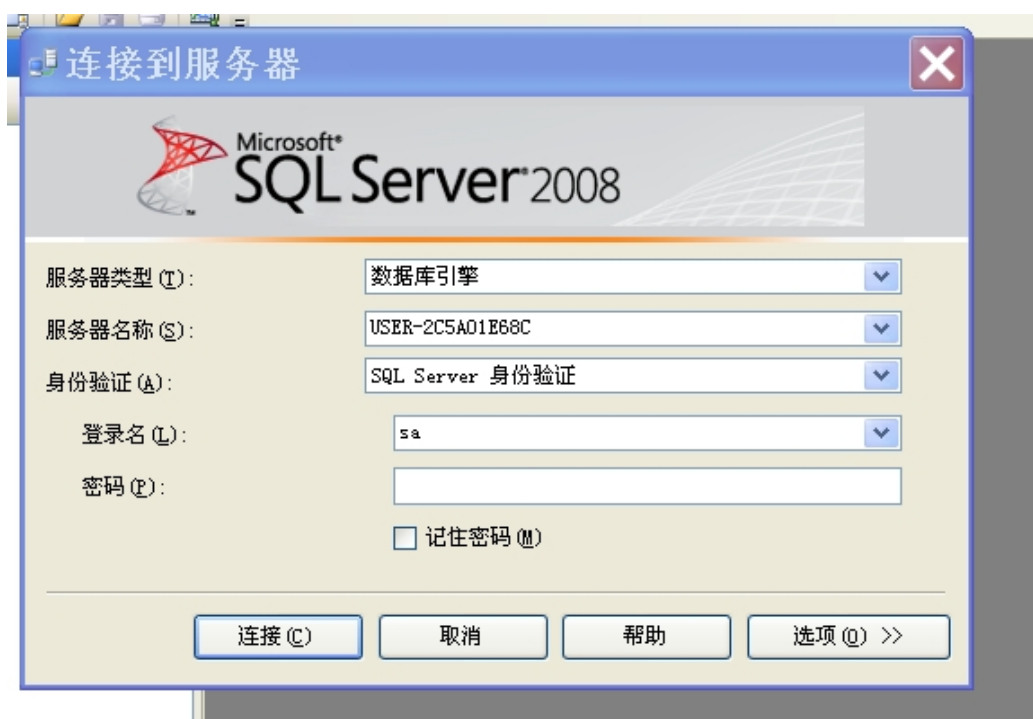 连接到服务器
Microsoft®
SQL Server 2008
服务器类型(T): 数据库引擎
服务器名称(S): USER-2C5A01E68C
身份验证(A): SQL Server 身份验证
登录名(L): sa
密码(P):
记住密码(M)
连接(C) 取消 帮助 选项(O) >>